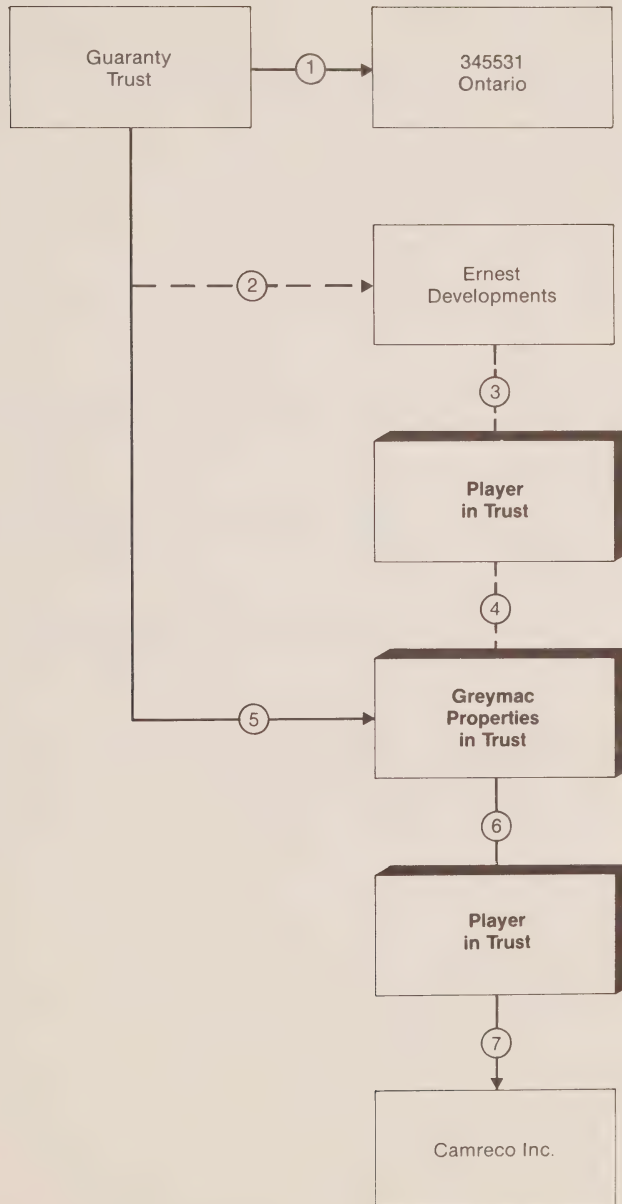 Guaranty
Trust
1
345531
Ontario
2
Ernest
Developments
3
Player
in Trust
4
Greymac
Properties
in Trust
5
6
Player
in Trust
7
Camreco Inc.